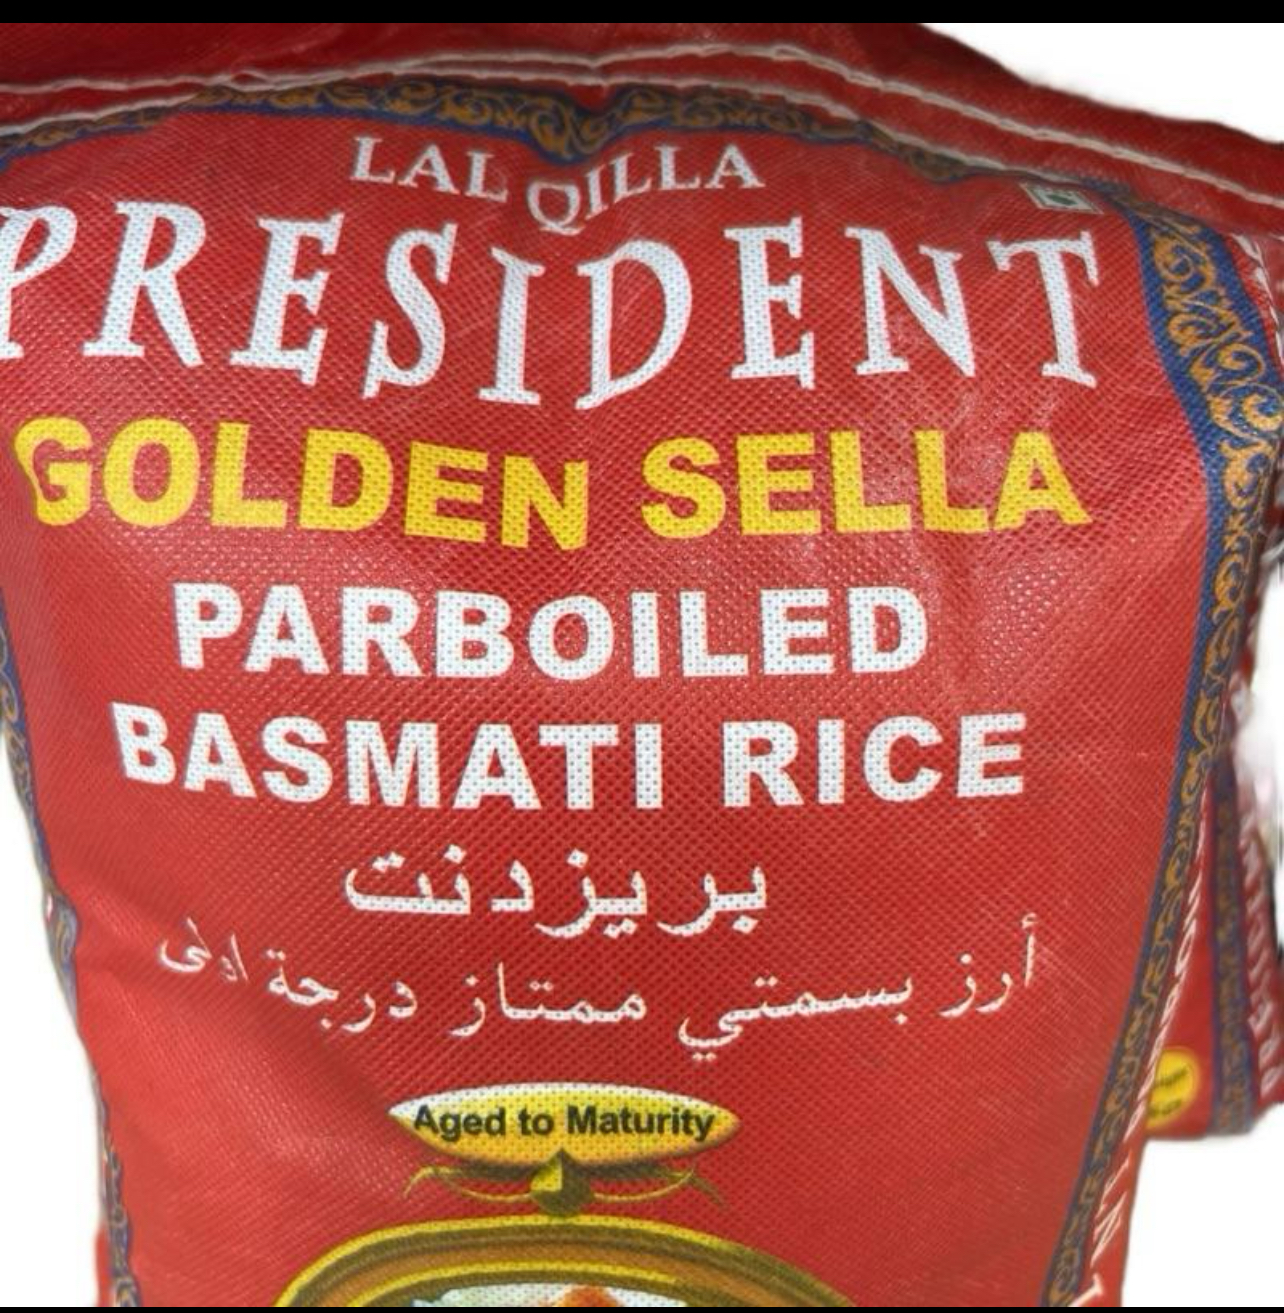 LAL QILLA
PRESIDENT
GOLDEN SELLA
PARBOILED
BASMATI RICE
بريزدنت
أرز بسمتي ممتاز درجة اولى
Aged to Maturity